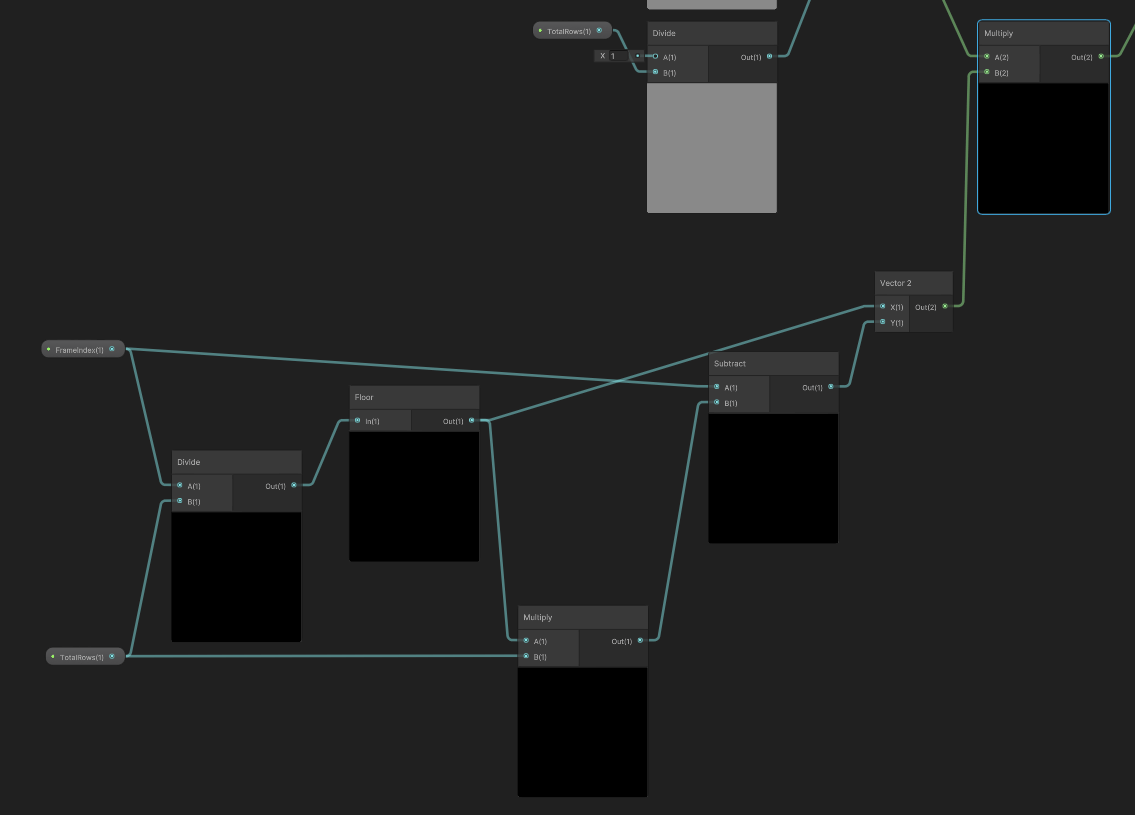 TotalRows(1)
Divide
X 1
A(1)
Out(1)
B(1)
Multiply
A(2)
Out(2)
B(2)
Vector 2
X(1)
Out(2)
Y(1)
FrameIndex(1)
Subtract
A(1)
Out(1)
B(1)
Floor
In(1)
Out(1)
Divide
A(1)
Out(1)
B(1)
Multiply
A(1)
Out(1)
B(1)
TotalRows(1)